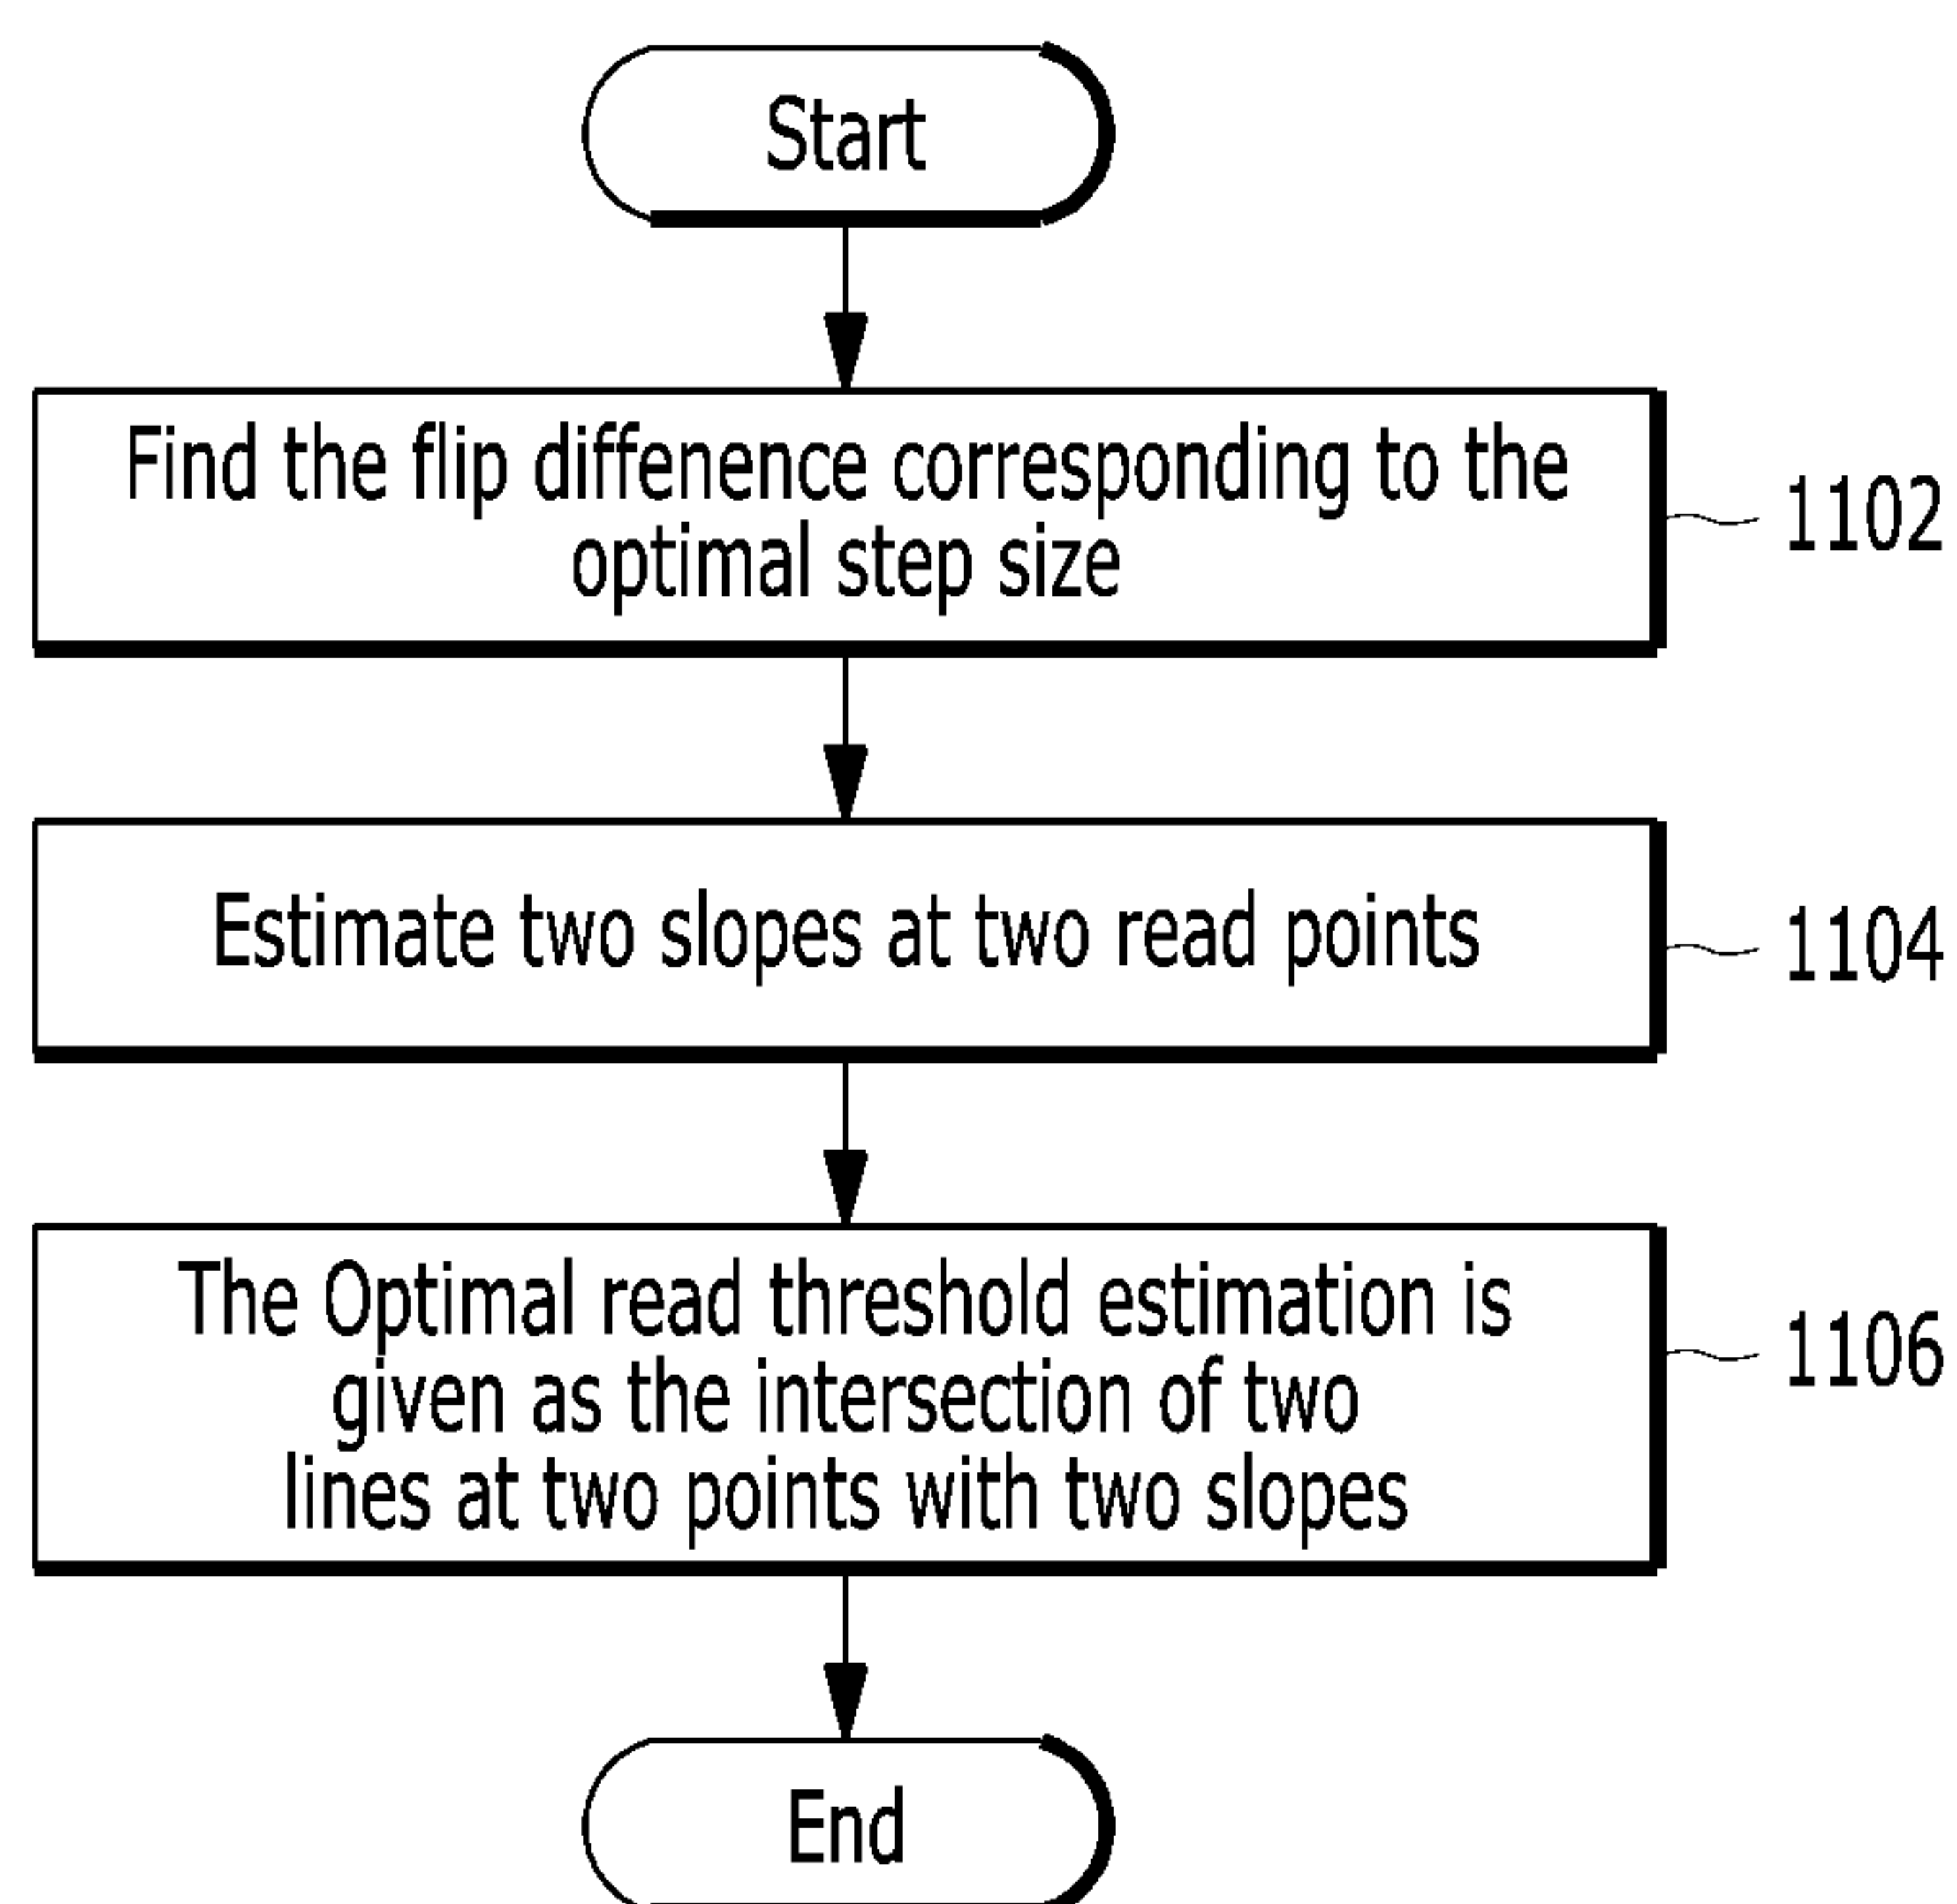 Start
Find the flip diffenence corresponding to the
optimal step size
1102
Estimate two slopes at two read points
1104
The Optimal read threshold estimation is
given as the intersection of two
lines at two points with two slopes
1106
End